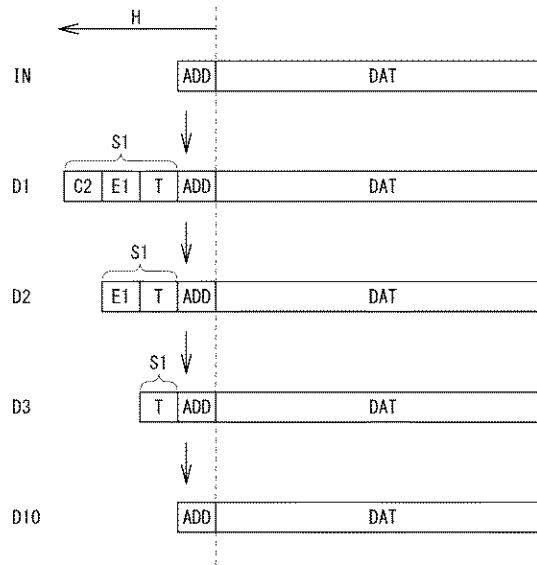 H
IN ADD DAT
S1
D1 C2 E1 T ADD DAT
S1
D2 E1 T ADD DAT
S1
D3 T ADD DAT
D10 ADD DAT